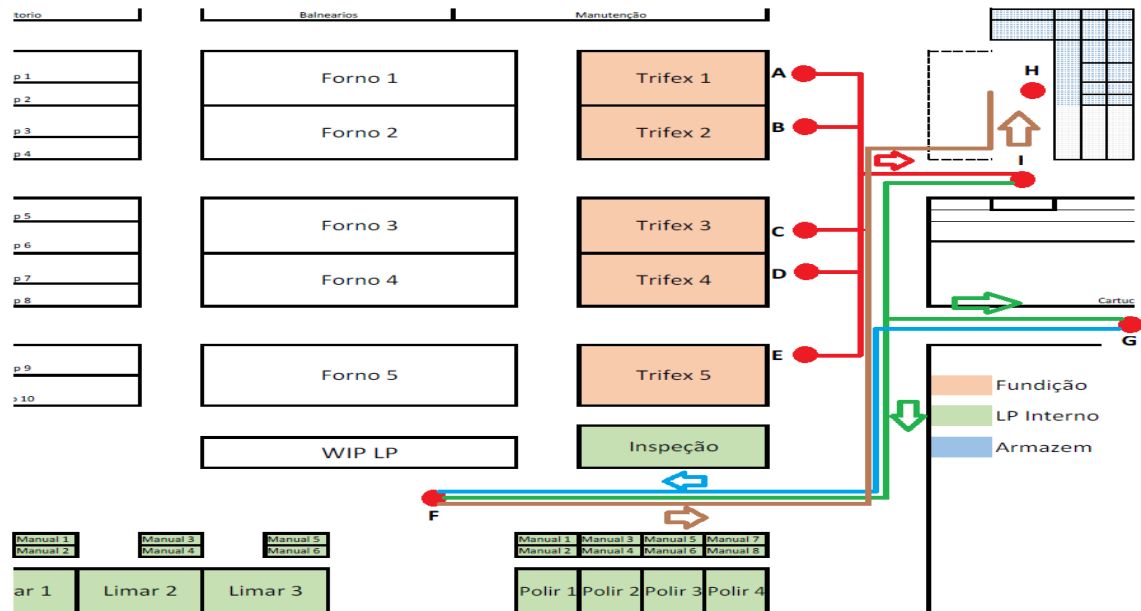 torio
Balnearios
Manutenção
p 1
p 2
p 3
p 4
Forno 1
Forno 2
Trifex 1
Trifex 2
A
B
H
I
p 5
p 6
p 7
p 8
Forno 3
Forno 4
Trifex 3
Trifex 4
C
D
Cartuc
G
p 9
10
Forno 5
Trifex 5
E
Fundição
LP Interno
Armazem
WIP LP
Inspeção
F
Manual 1
Manual 2
Manual 3
Manual 4
Manual 5
Manual 6
Manual 1
Manual 2
Manual 3
Manual 4
Manual 5
Manual 6
Manual 7
Manual 8
ar 1
Limar 2
Limar 3
Polir 1
Polir 2
Polir 3
Polir 4